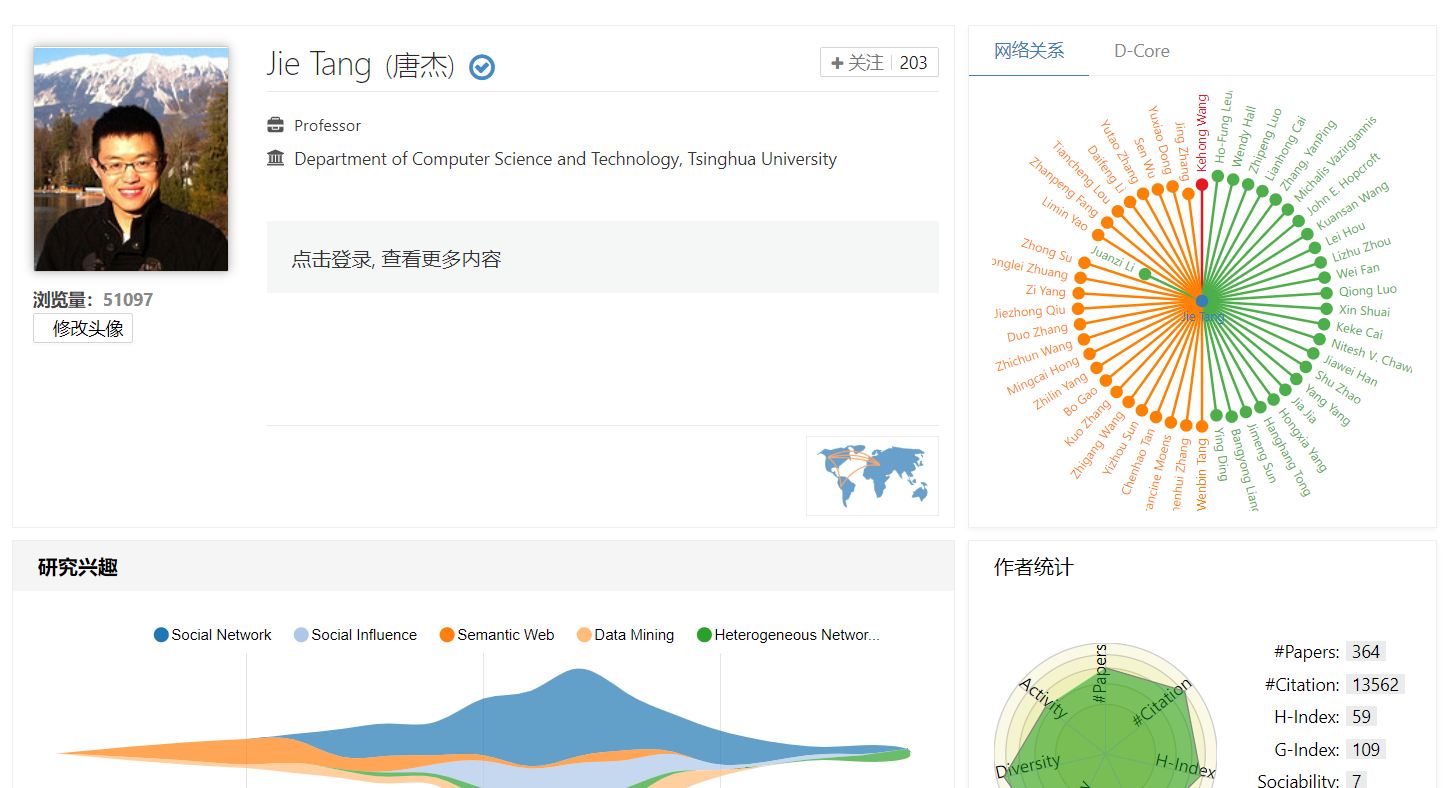 Jie Tang (唐杰)
关注 203
Professor
Department of Computer Science and Technology, Tsinghua University
点击登录, 查看更多内容
浏览量： 51097
修改头像
网络关系 D-Core
Kehong Wang
Ho-Fung Leu
Wendy Hall
Zhipeng Luo
Lianhong Cai
Zhang, YanPing
Michalis Vazirgiannis
John E. Hopcroft
Kuansan Wang
Lei Hou
Lizhu Zhou
Wei Fan
Qiong Luo
Xin Shuai
Keke Cai
Nitesh V. Chaw
Jiawei Han
Shu Zhao
Yang Yang
Jia Jia
Hongxia Yang
Hanghang Tong
Jimeng Sun
Bangyong Liang
Ying Ding
Wenbin Tang
enhui Zhang
ancine Moens
Chenhao Tan
Yizhou Sun
Zhigang Wang
Kuo Zhang
Bo Gao
Zhilin Yang
Mingcai Hong
Zhichun Wang
Duo Zhang
Jiezhong Qiu
Zi Yang
onglei Zhuang
Zhong Su
Juanzi Li
Limin Yao
Zhanpeng Fang
Tiancheng Lou
Daifeng Li
Yutao Zhang
Sen Wu
Yuxiao Dong
Jing Zhang
Jie Tang
研究兴趣
Social Network Social Influence Semantic Web Data Mining Heterogeneous Networ...
作者统计
#Papers
#Citation
H-Index
Diversity
Activity
#Papers: 364
#Citation: 13562
H-Index: 59
G-Index: 109
Sociability: 7